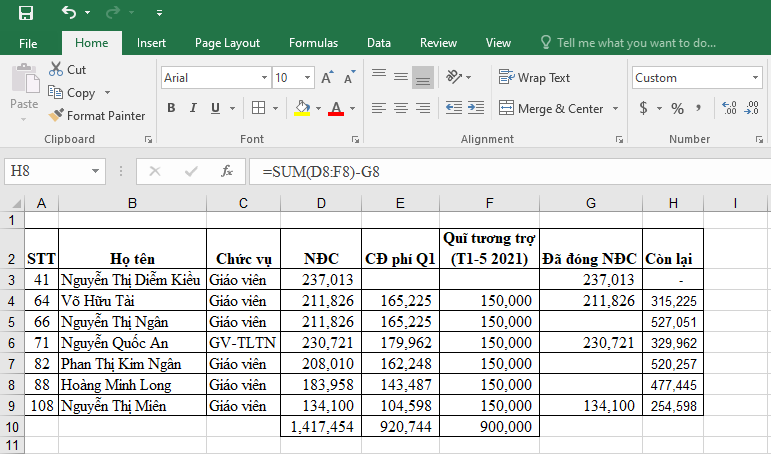 File Home Insert Page Layout Formulas Data Review View Tell me what you want to do...
Cut
Copy
Format Painter
Paste
Clipboard
Arial 10
B I U
Font
Wrap Text
Merge & Center
Alignment
Custom
$ % ,
Number
H8 fx =SUM(D8:F8)-G8
A B C D E F G H I
1
2 STT Họ tên Chức vụ NĐC CĐ phí Q1 Quĩ tương trợ (T1-5 2021) Đã đóng NĐC Còn lại
3 41 Nguyễn Thị Diễm Kiều Giáo viên 237,013 237,013 -
4 64 Võ Hữu Tài Giáo viên 211,826 165,225 150,000 211,826 315,225
5 66 Nguyễn Thị Ngân Giáo viên 211,826 165,225 150,000 527,051
6 71 Nguyễn Quốc An GV-TLTN 230,721 179,962 150,000 230,721 329,962
7 82 Phan Thị Kim Ngân Giáo viên 208,010 162,248 150,000 520,257
8 88 Hoàng Minh Long Giáo viên 183,958 143,487 150,000 477,445
9 108 Nguyễn Thị Miên Giáo viên 134,100 104,598 150,000 134,100 254,598
10 1,417,454 920,744 900,000
11